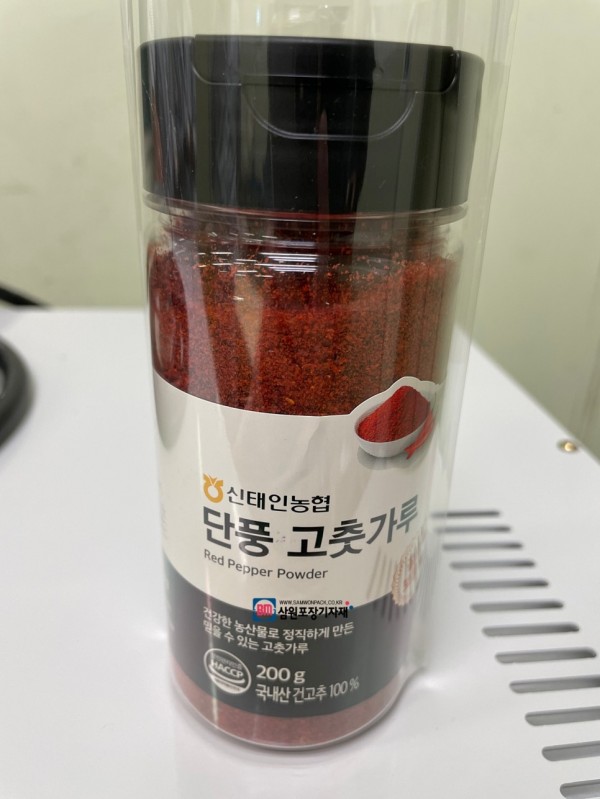 신태인농협
단풍 고춧가루
Red Pepper Powder
WWW.SAMWONPACK.CO.KR
삼원포장기자재
건강한 농산물로 정직하게 만든
믿을 수 있는 고춧가루
HACCP
200 g
국내산 건고추 100 %